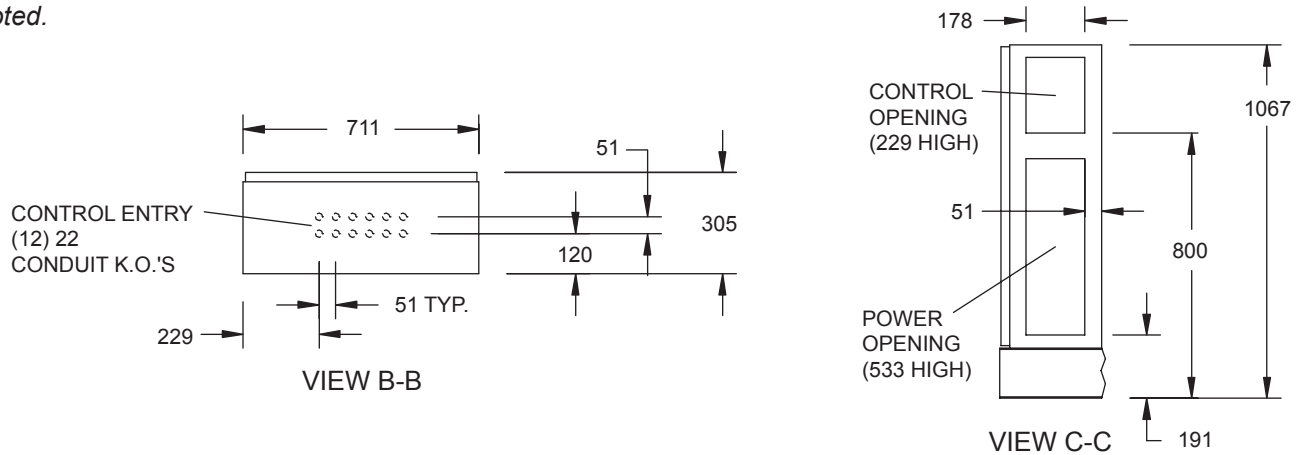 711
51
CONTROL ENTRY
(12) 22
CONDUIT K.O.'S
305
120
51 TYP.
229
VIEW B-B
178
CONTROL
OPENING
(229 HIGH)
1067
51
800
POWER
OPENING
(533 HIGH)
191
VIEW C-C